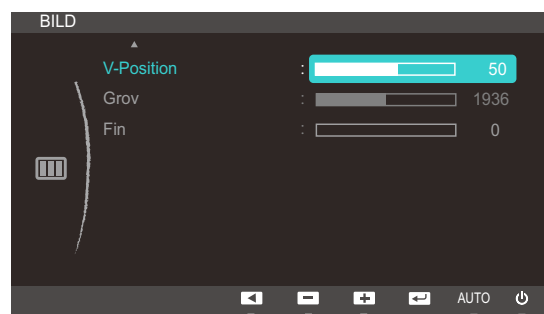 BILD
V-Position : 50
Grov : 1936
Fin : 0
AUTO